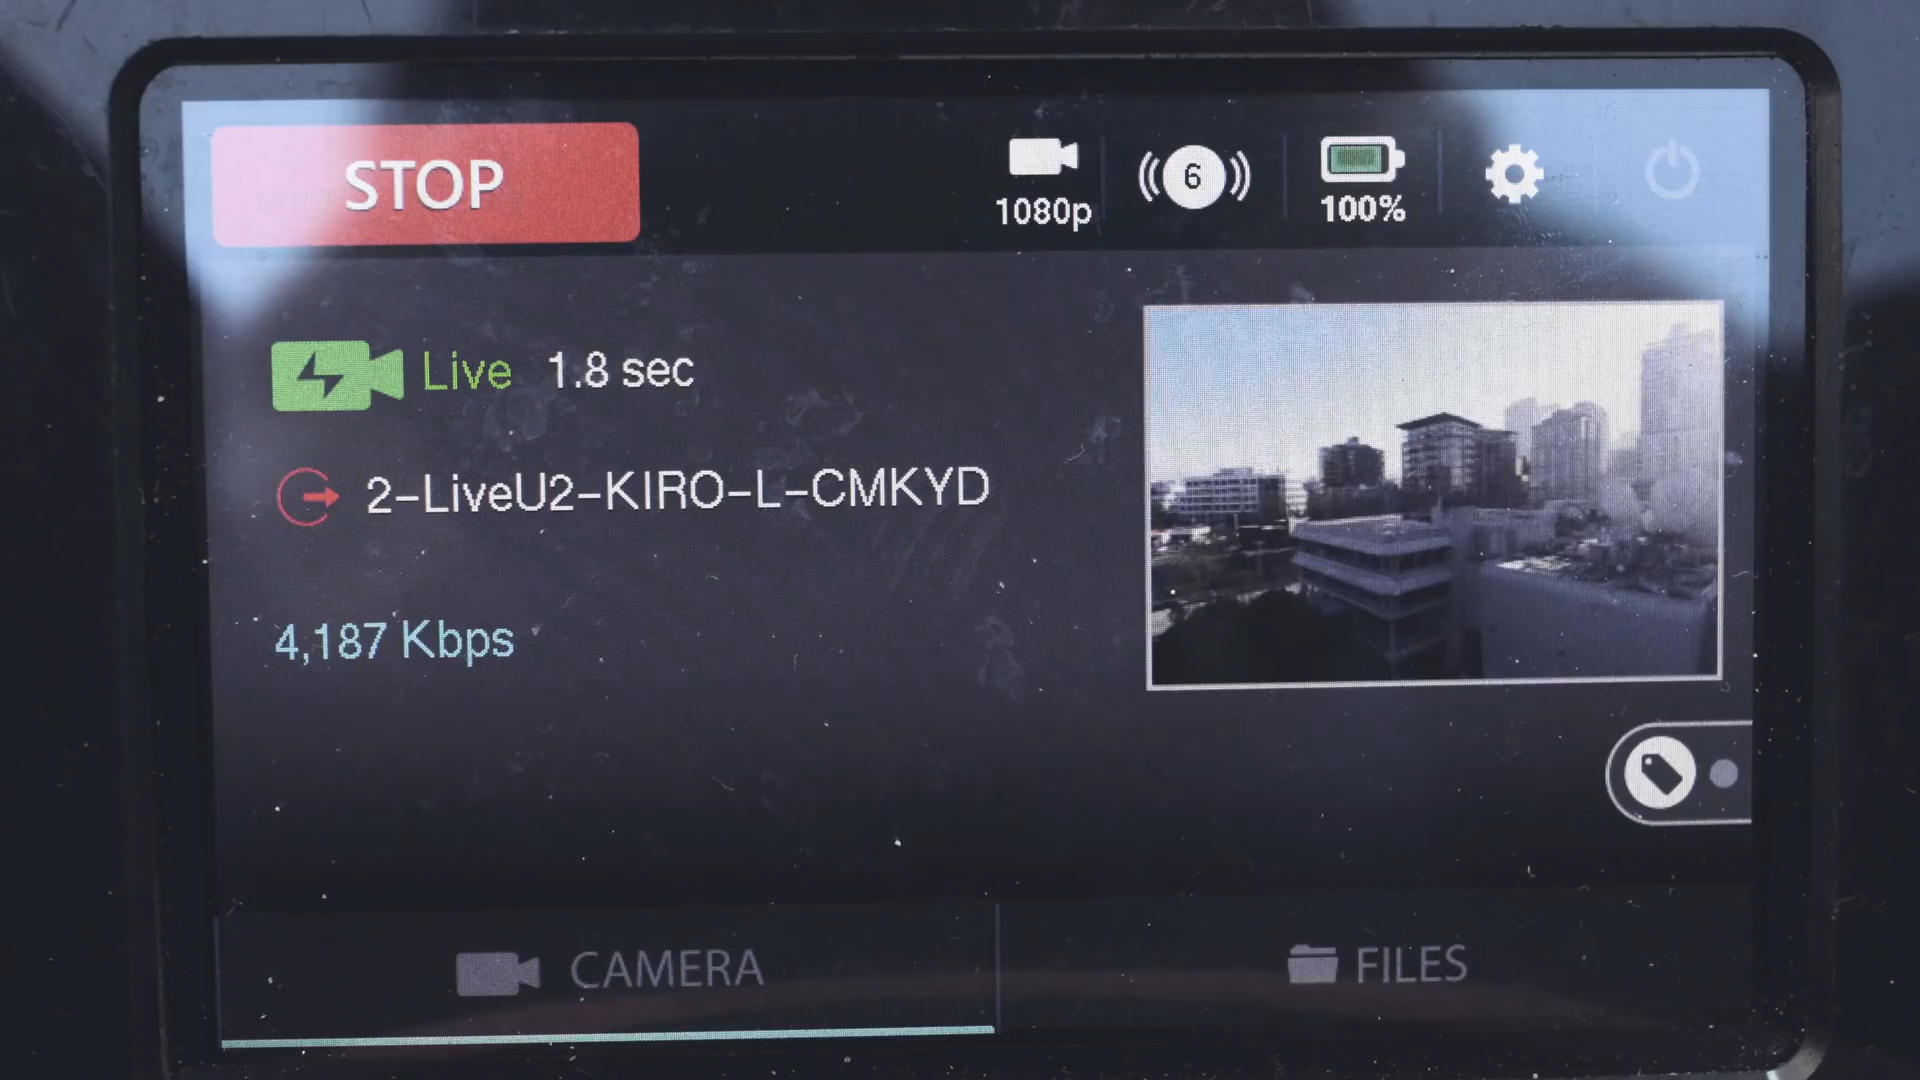 STOP
1080p
6
100%
Live 1.8 sec
2-LiveU2-KIRO-L-CMKYD
4,187 Kbps
CAMERA
FILES